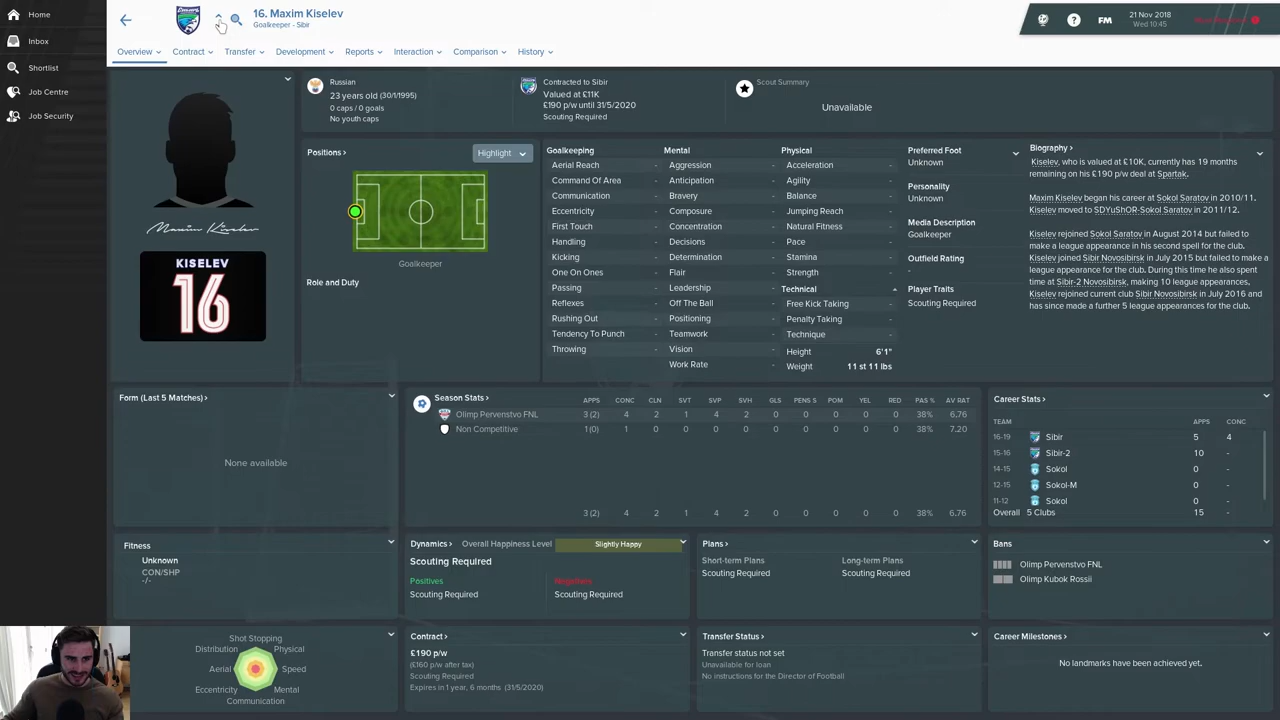 Home
Inbox
Shortlist
Job Centre
Job Security
16. Maxim Kiselev
Goalkeeper - Sibir
21 Nov 2018
Wed 10:45
FM
Overview
Contract
Transfer
Development
Reports
Interaction
Comparison
History
Russian
23 years old (30/1/1995)
0 caps / 0 goals
No youth caps
Contracted to Sibir
Valued at £11K
£190 p/w until 31/5/2020
Scouting Required
Scout Summary
Unavailable
KISELEV
16
Positions
Highlight
Goalkeeper
Role and Duty
Goalkeeping
Aerial Reach -
Command Of Area -
Communication -
Eccentricity -
First Touch -
Handling -
Kicking -
One On Ones -
Passing -
Reflexes -
Rushing Out -
Tendency To Punch -
Throwing -
Mental
Aggression -
Anticipation -
Bravery -
Composure -
Concentration -
Decisions -
Determination -
Flair -
Leadership -
Off The Ball -
Positioning -
Teamwork -
Vision -
Work Rate -
Physical
Acceleration -
Agility -
Balance -
Jumping Reach -
Natural Fitness -
Pace -
Stamina -
Strength -
Technical
Free Kick Taking -
Penalty Taking -
Technique -
Height 6'1"
Weight 11 st 11 lbs
Preferred Foot
Unknown
Personality
Unknown
Media Description
Goalkeeper
Outfield Rating
-
Player Traits
Scouting Required
Biography
Kiselev, who is valued at £10K, currently has 19 months
remaining on his £190 p/w deal at Spartak.
Maxim Kiselev began his career at Sokol Saratov in 2010/11.
Kiselev moved to SDYuShOR-Sokol Saratov in 2011/12.
Kiselev rejoined Sokol Saratov in August 2014 but failed to
make a league appearance in his second spell for the club.
Kiselev joined Sibir Novosibirsk in July 2015 but failed to make a
league appearance for the club. During this time he also spent
time at Sibir-2 Novosibirsk, making 10 league appearances.
Kiselev rejoined current club Sibir Novosibirsk in July 2016 and
has since made a further 5 league appearances for the club.
Form (Last 5 Matches)
None available
Season Stats APPS CONC CLN SVT SVP SVH GLS PENS S POM YEL RED PAS % AV RAT
Olimp Pervenstvo FNL 3 (2) 4 2 1 4 2 0 0 0 0 0 38% 6.76
Non Competitive 1 (0) 1 0 0 0 0 0 0 0 0 0 38% 7.20
3 (2) 4 2 1 4 2 0 0 0 0 0 38% 6.76
Career Stats
TEAM APPS CONC
16-19 Sibir 5 4
15-16 Sibir-2 10 -
14-15 Sokol 0 -
12-15 Sokol-M 0 -
11-12 Sokol 0 -
Overall 5 Clubs 15 -
Fitness
Unknown
CON/SHP
-/-
Dynamics Overall Happiness Level Slightly Happy
Scouting Required
Positives
Scouting Required
Negatives
Scouting Required
Plans
Short-term Plans
Scouting Required
Long-term Plans
Scouting Required
Bans
Olimp Pervenstvo FNL
Olimp Kubok Rossii
Shot Stopping
Distribution Physical
Aerial Speed
Eccentricity Mental
Communication
Contract
£190 p/w
(£160 p/w after tax)
Scouting Required
Expires in 1 year, 6 months (31/5/2020)
Transfer Status
Transfer status not set
Unavailable for loan
No instructions for the Director of Football
Career Milestones
No landmarks have been achieved yet.